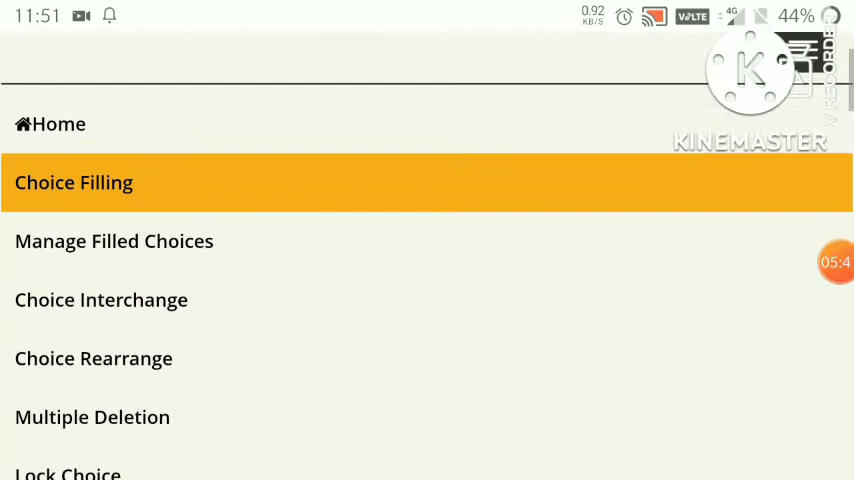 11:51 0.92 KB/S VoLTE 4G 44%
Home
Choice Filling
Manage Filled Choices
Choice Interchange
Choice Rearrange
Multiple Deletion
Lock Choice
K
KINEMASTER
V RECORDER
05:4